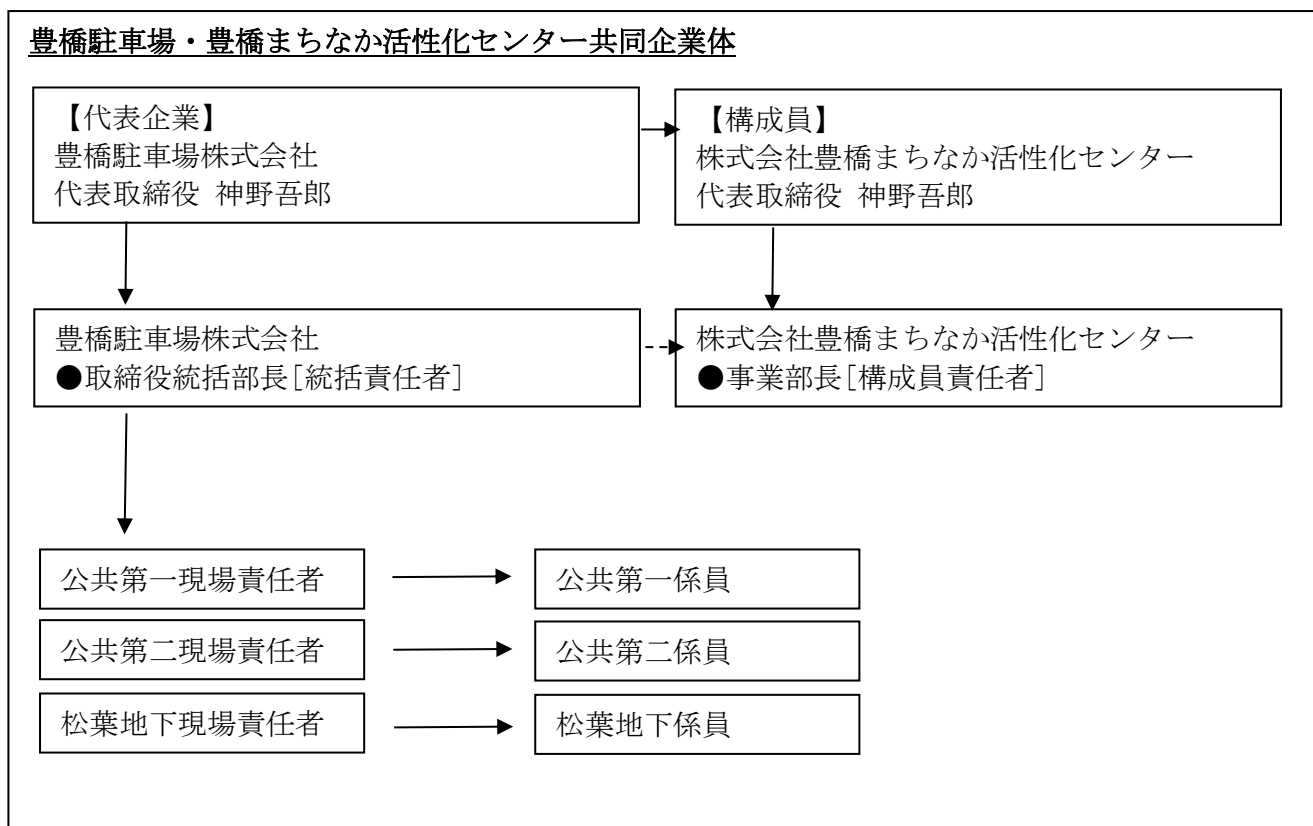 豊橋駐車場・豊橋まちなか活性化センター共同企業体
【代表企業】
豊橋駐車場株式会社
代表取締役 神野吾郎
【構成員】
株式会社豊橋まちなか活性化センター
代表取締役 神野吾郎
豊橋駐車場株式会社
●取締役統括部長[統括責任者]
株式会社豊橋まちなか活性化センター
●事業部長[構成員責任者]
公共第一現場責任者
公共第一係員
公共第二現場責任者
公共第二係員
松葉地下現場責任者
松葉地下係員